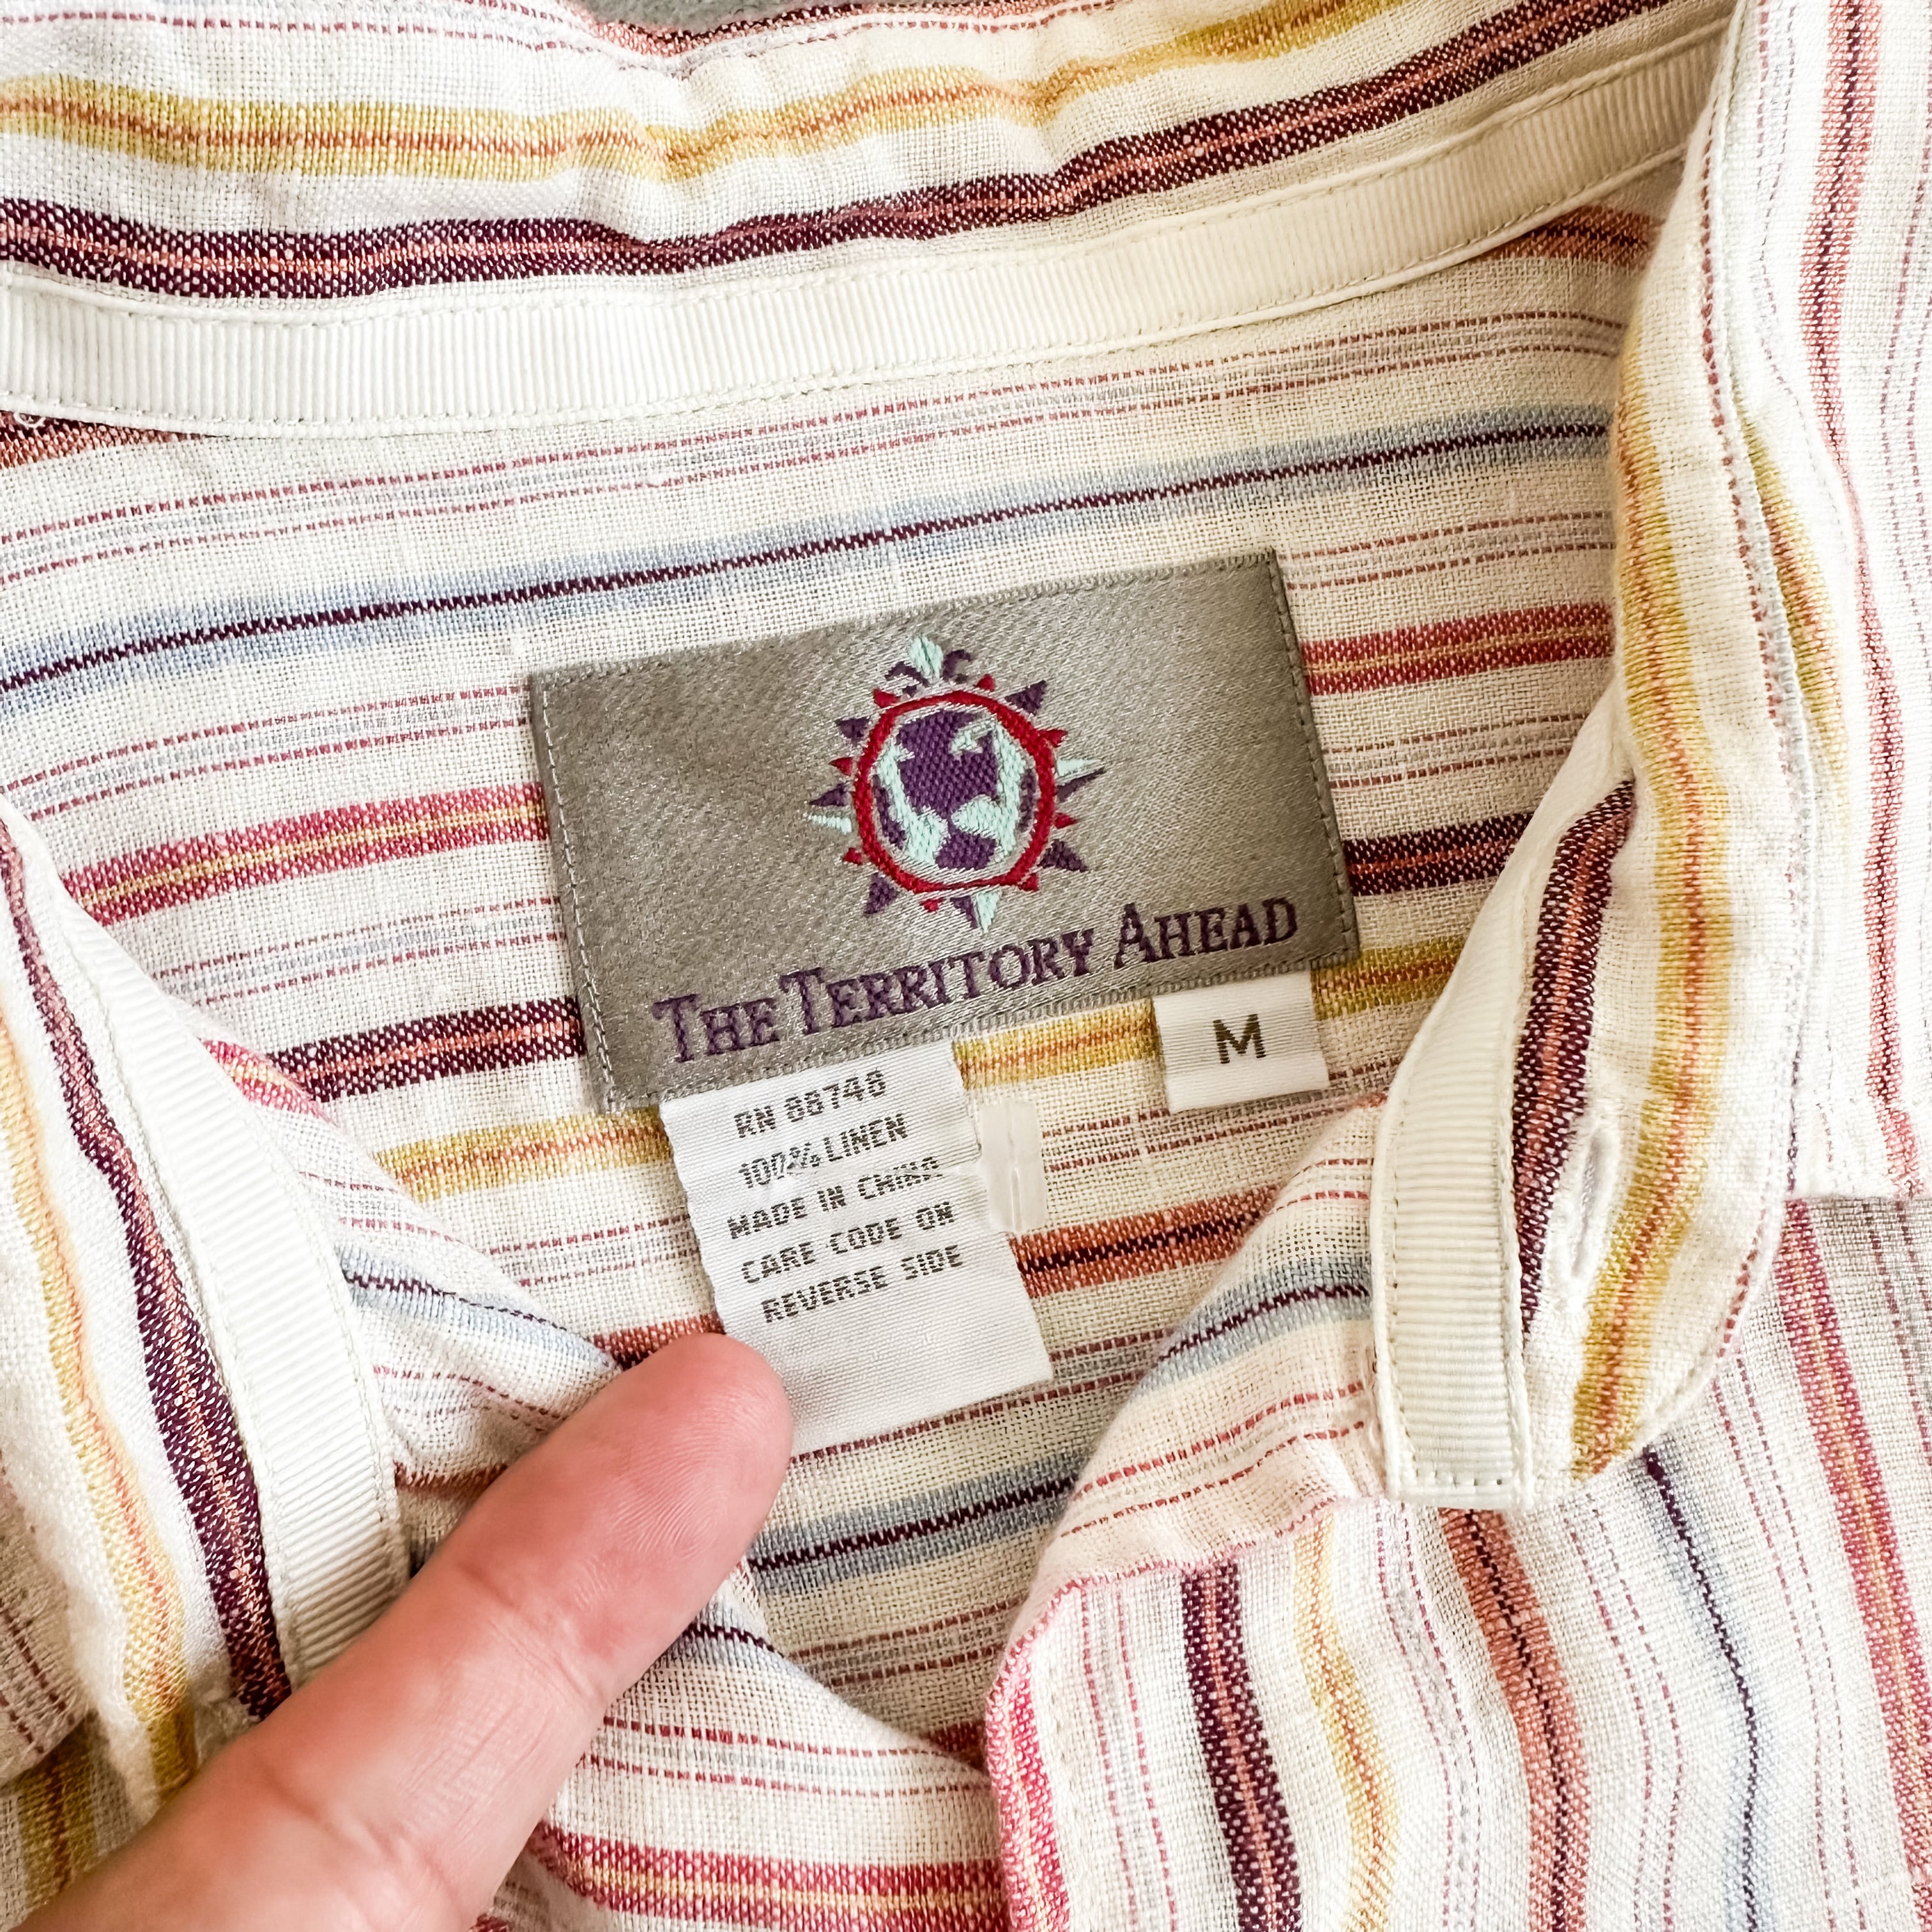 THE TERRITORY AHEAD
M
RN 88748
100% LINEN
MADE IN CHINA
CARE CODE ON
REVERSE SIDE